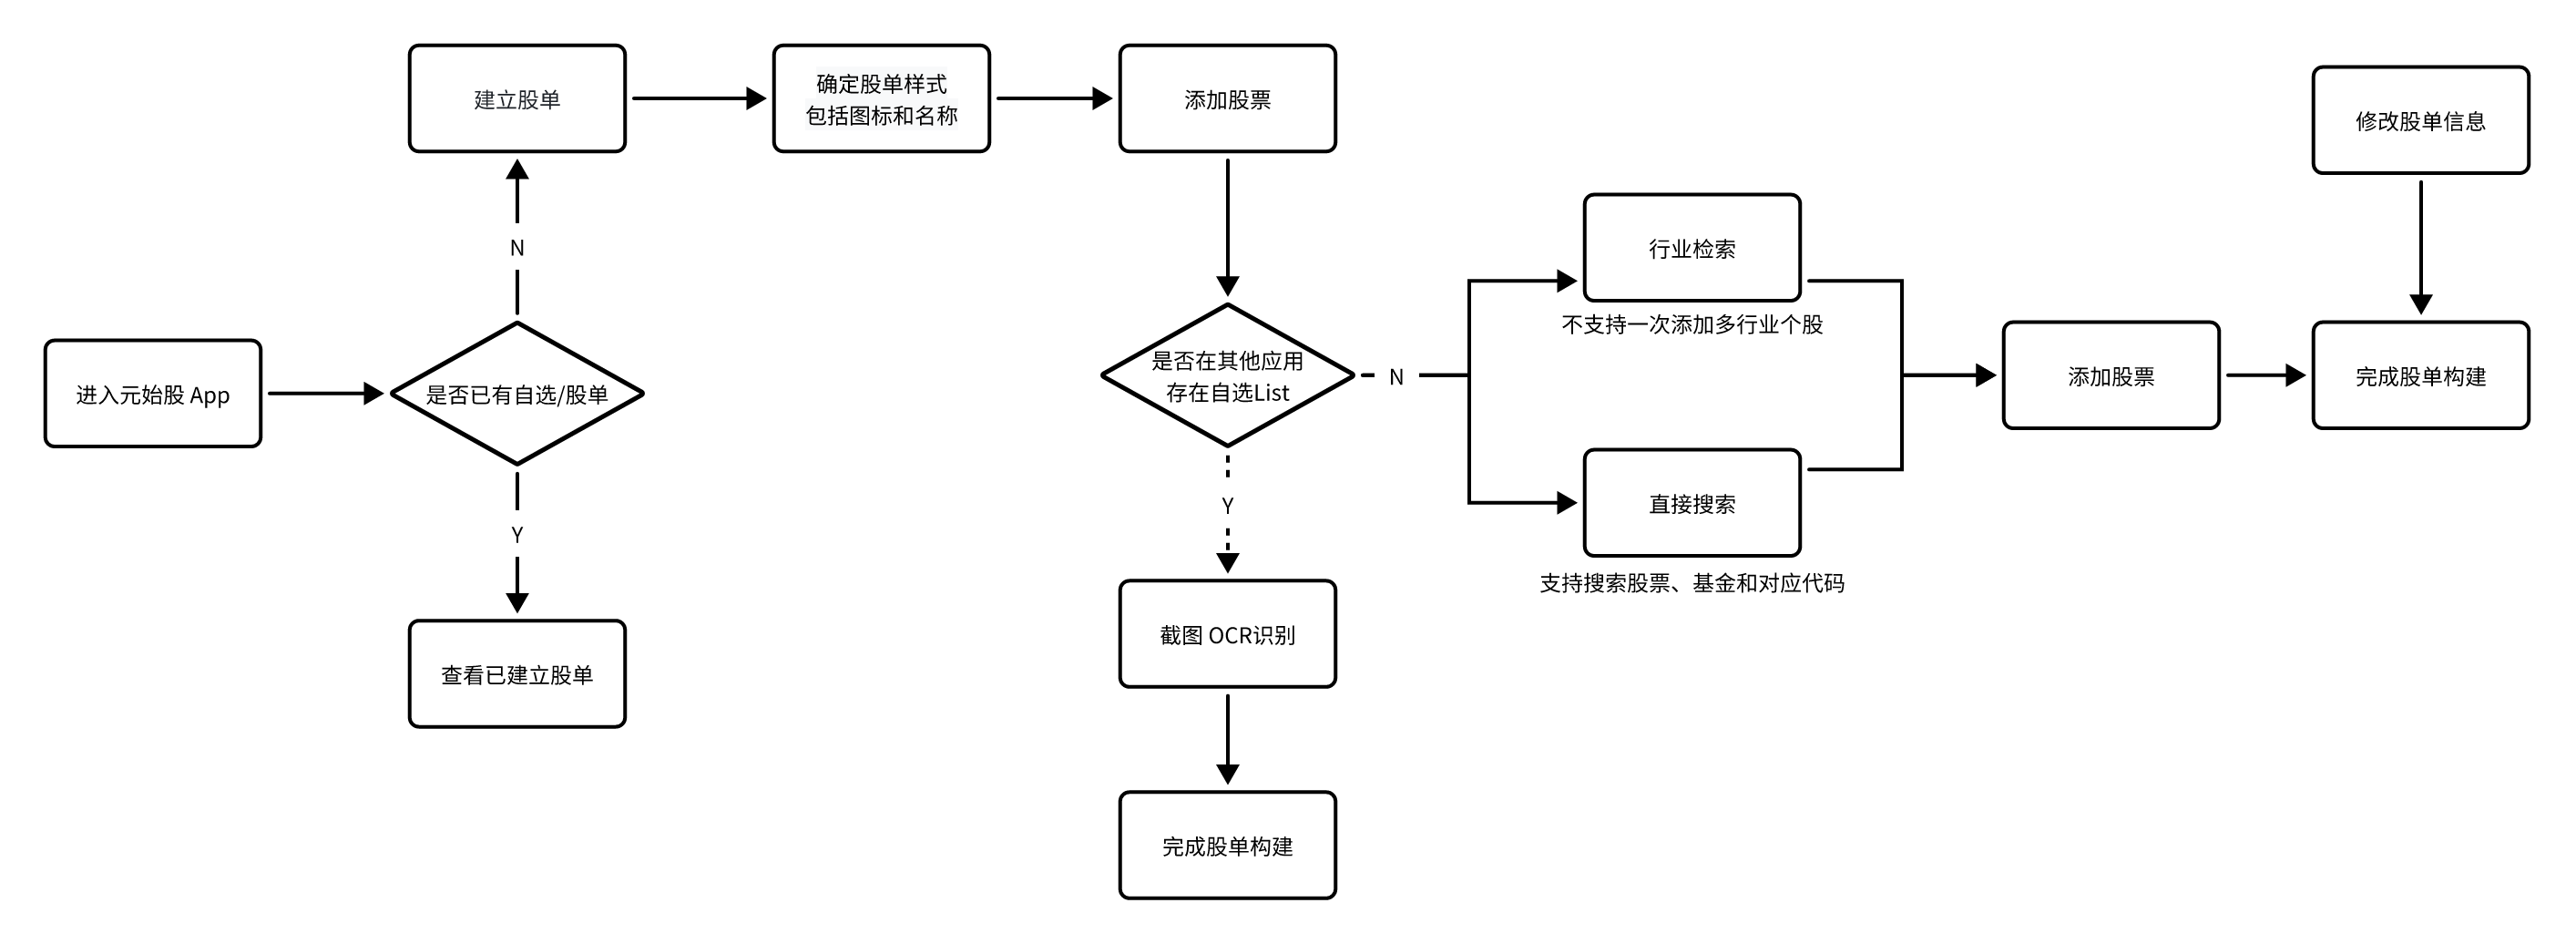 建立股单
确定股单样式
包括图标和名称
添加股票
修改股单信息
N
行业检索
不支持一次添加多行业个股
进入元始股 App
是否已有自选/股单
是否在其他应用
存在自选List
N
添加股票
完成股单构建
Y
Y
直接搜索
支持搜索股票、基金和对应代码
查看已建立股单
截图 OCR识别
完成股单构建